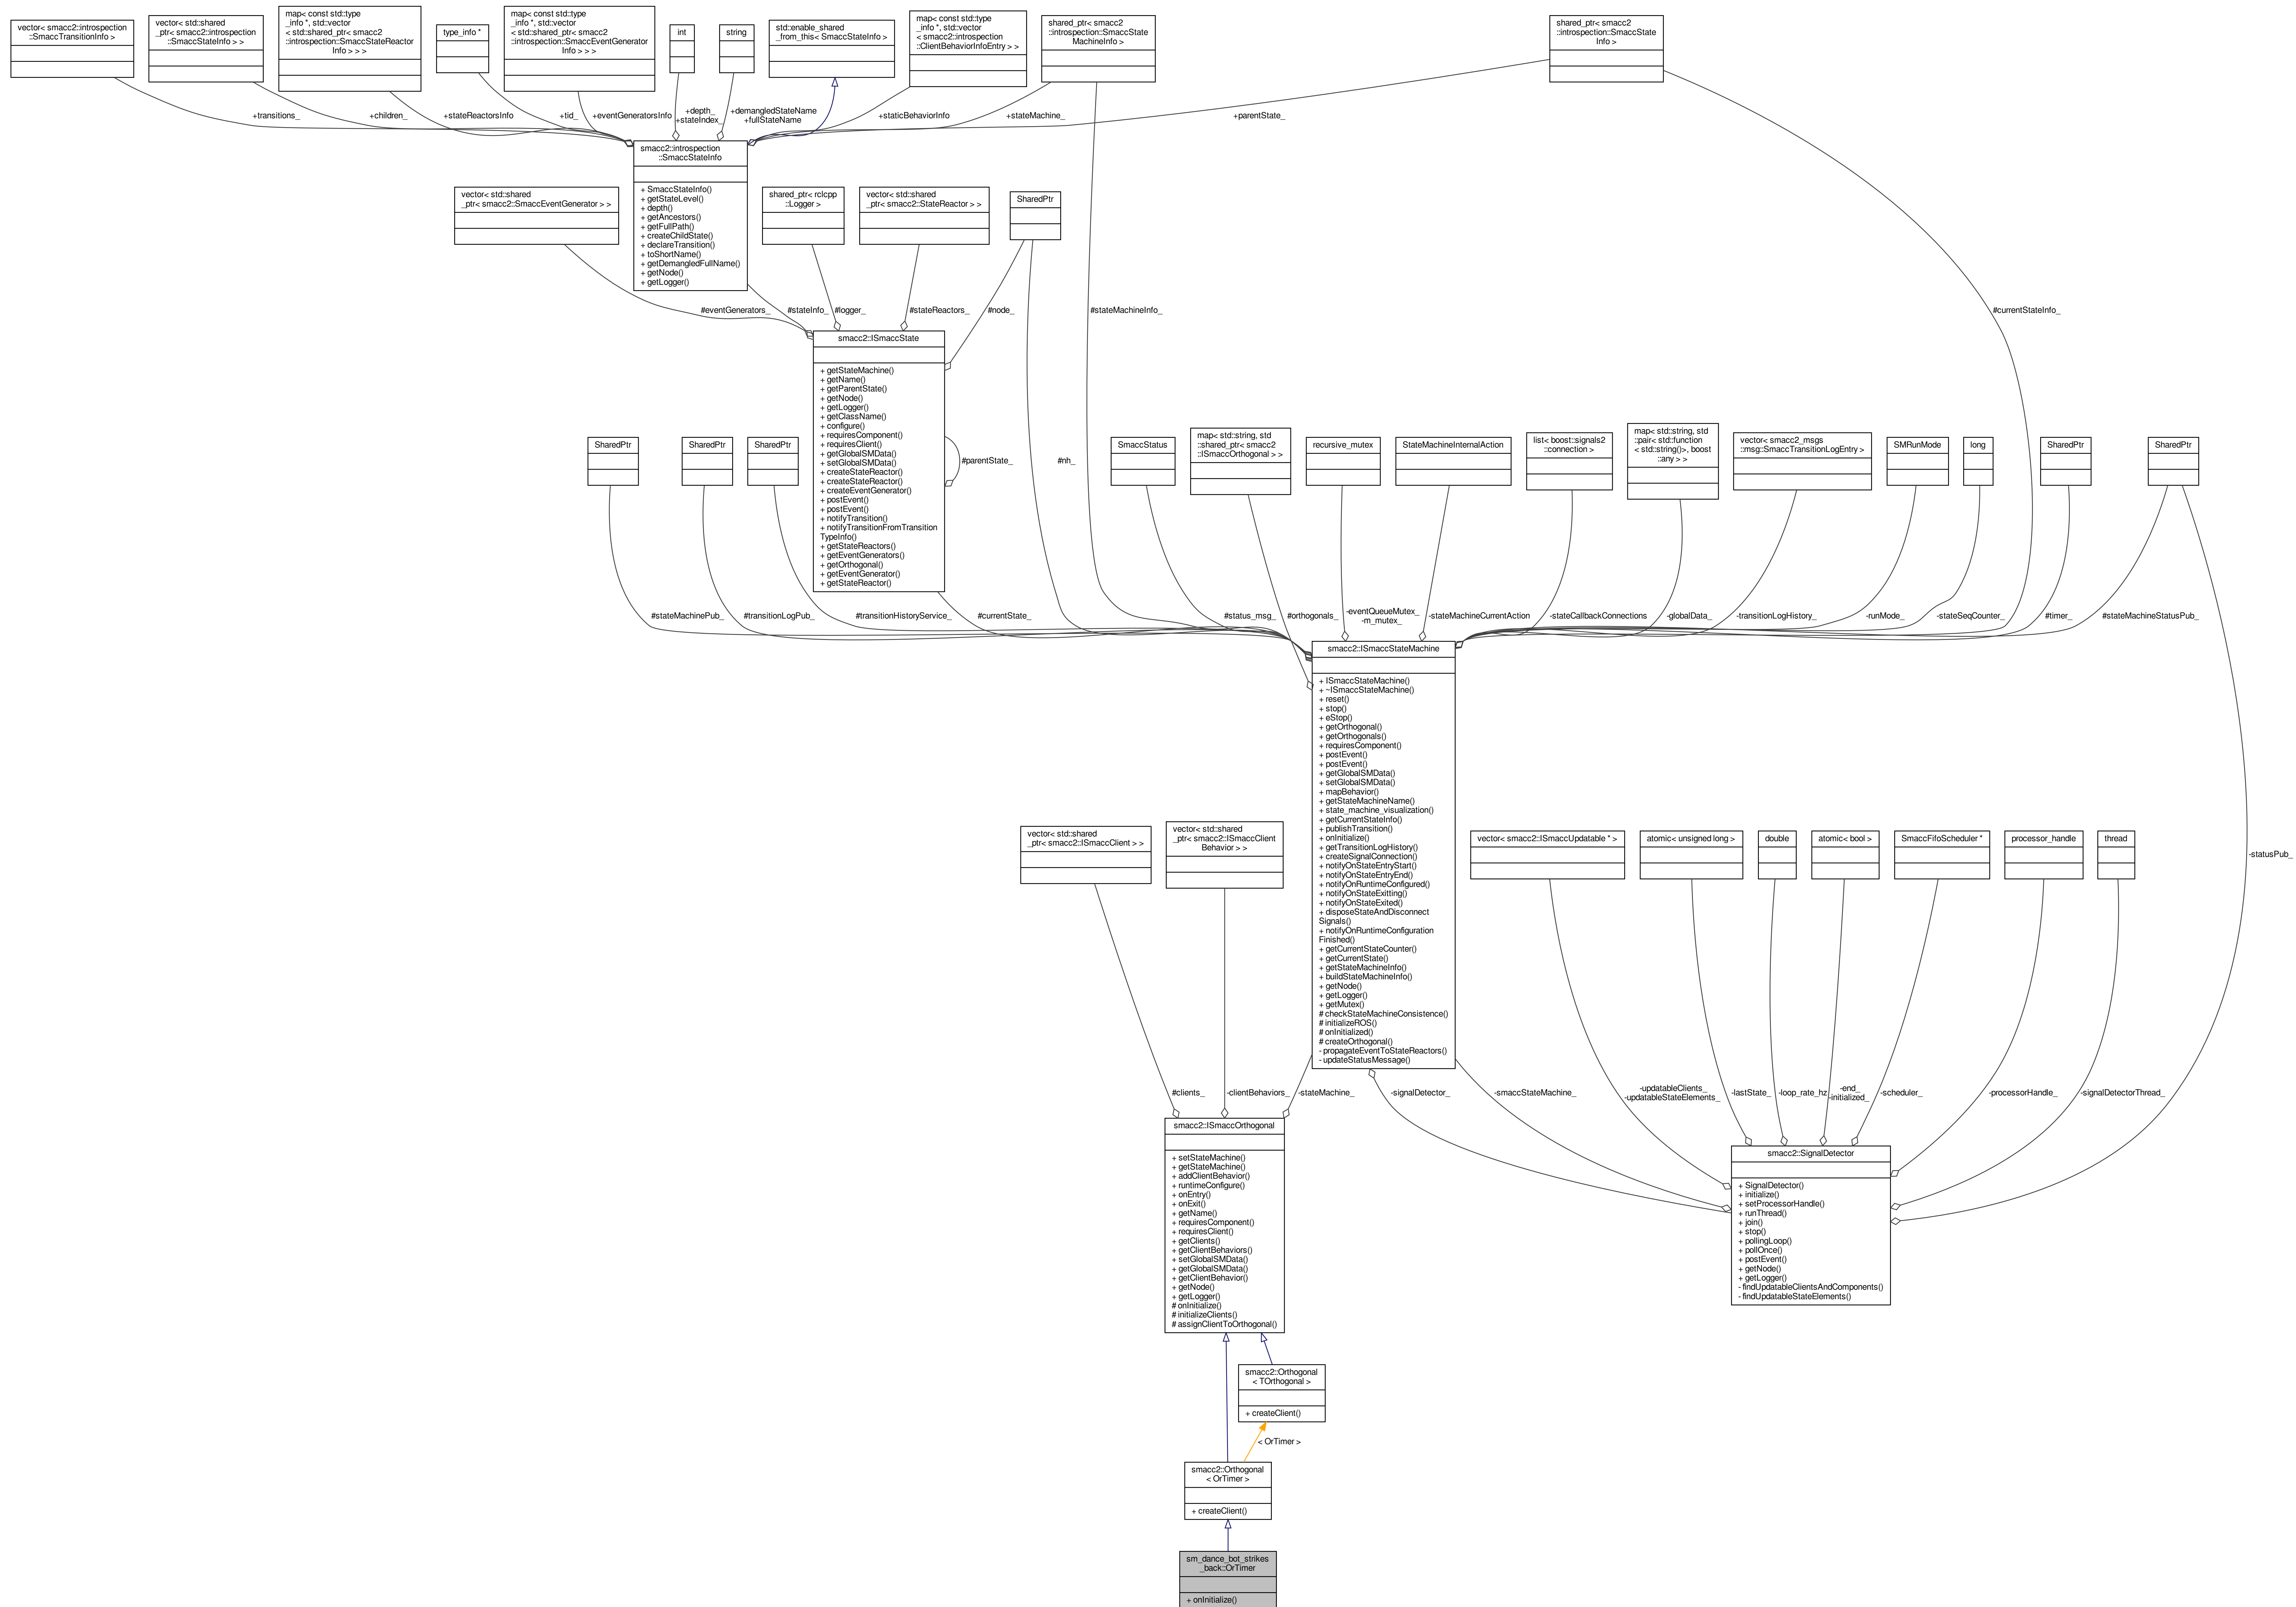 vector< smacc2::introspection
::SmaccTransitionInfo >
vector< std::shared
_ptr< smacc2::introspection
::SmaccStateInfo > >
map< const std::type
_info *, std::vector
< std::shared_ptr< smacc2
::introspection::SmaccStateReactor
Info > > >
type_info *
map< const std::type
_info *, std::vector
< std::shared_ptr< smacc2
::introspection::SmaccEventGenerator
Info > > >
int
string
std::enable_shared
_from_this< SmaccStateInfo >
map< const std::type
_info *, std::vector
< smacc2::introspection
::ClientBehaviorInfoEntry > >
shared_ptr< smacc2
::introspection::SmaccState
MachineInfo >
shared_ptr< smacc2
::introspection::SmaccState
Info >
+transitions_
+children_
+stateReactorsInfo
+tid_
+eventGeneratorsInfo
+depth_
+stateIndex_
+demangledStateName
+fullStateName
+staticBehaviorInfo
+stateMachine_
+parentState_
smacc2::introspection
::SmaccStateInfo
+ SmaccStateInfo()
+ getStateLevel()
+ depth()
+ getAncestors()
+ getFullPath()
+ createChildState()
+ declareTransition()
+ toShortName()
+ getDemangledFullName()
+ getNode()
+ getLogger()
vector< std::shared
_ptr< smacc2::SmaccEventGenerator > >
shared_ptr< rclcpp
::Logger >
vector< std::shared
_ptr< smacc2::StateReactor > >
SharedPtr
#eventGenerators_
#stateInfo_
#logger_
#stateReactors_
#node_
#stateMachineInfo_
#currentStateInfo_
smacc2::ISmaccState
+ getStateMachine()
+ getName()
+ getParentState()
+ getNode()
+ getLogger()
+ getClassName()
+ configure()
+ requiresComponent()
+ requiresClient()
+ getGlobalSMData()
+ setGlobalSMData()
+ createStateReactor()
+ createStateReactor()
+ createEventGenerator()
+ postEvent()
+ postEvent()
+ notifyTransition()
+ notifyTransitionFromTransition
TypeInfo()
+ getStateReactors()
+ getEventGenerators()
+ getOrthogonal()
+ getEventGenerator()
+ getStateReactor()
#parentState_
#nh_
SharedPtr
SharedPtr
SharedPtr
SmaccStatus
map< std::string, std
::shared_ptr< smacc2
::ISmaccOrthogonal > >
recursive_mutex
StateMachineInternalAction
list< boost::signals2
::connection >
map< std::string, std
::pair< std::function
< std::string()>, boost
::any > >
vector< smacc2_msgs
::msg::SmaccTransitionLogEntry >
SMRunMode
long
SharedPtr
SharedPtr
#stateMachinePub_
#transitionLogPub_
#transitionHistoryService_
#currentState_
#status_msg_
#orthogonals_
-eventQueueMutex_
-m_mutex_
-stateMachineCurrentAction
-stateCallbackConnections
-globalData_
-transitionLogHistory_
-runMode_
-stateSeqCounter_
#timer_
#stateMachineStatusPub_
smacc2::ISmaccStateMachine
+ ISmaccStateMachine()
+ ~ISmaccStateMachine()
+ reset()
+ stop()
+ eStop()
+ getOrthogonal()
+ getOrthogonals()
+ requiresComponent()
+ postEvent()
+ postEvent()
+ getGlobalSMData()
+ setGlobalSMData()
+ mapBehavior()
+ getStateMachineName()
+ state_machine_visualization()
+ getCurrentStateInfo()
+ publishTransition()
+ onInitialize()
+ getTransitionLogHistory()
+ createSignalConnection()
+ notifyOnStateEntryStart()
+ notifyOnStateEntryEnd()
+ notifyOnRuntimeConfigured()
+ notifyOnStateExitting()
+ notifyOnStateExited()
+ disposeStateAndDisconnect
Signals()
+ notifyOnRuntimeConfiguration
Finished()
+ getCurrentStateCounter()
+ getCurrentState()
+ getStateMachineInfo()
+ buildStateMachineInfo()
+ getNode()
+ getLogger()
+ getMutex()
# checkStateMachineConsistence()
# initializeROS()
# onInitialized()
# createOrthogonal()
- propagateEventToStateReactors()
- updateStatusMessage()
vector< std::shared
_ptr< smacc2::ISmaccClient > >
vector< std::shared
_ptr< smacc2::ISmaccClient
Behavior > >
vector< smacc2::ISmaccUpdatable * >
atomic< unsigned long >
double
atomic< bool >
SmaccFifoScheduler *
processor_handle
thread
-statusPub_
#clients_
-clientBehaviors_
-stateMachine_
-signalDetector_
-smaccStateMachine_
-updatableClients_
-updatableStateElements_
-lastState_
-loop_rate_hz
-end_
-initialized_
-scheduler_
-processorHandle_
-signalDetectorThread_
smacc2::ISmaccOrthogonal
+ setStateMachine()
+ getStateMachine()
+ addClientBehavior()
+ runtimeConfigure()
+ onEntry()
+ onExit()
+ getName()
+ requiresComponent()
+ requiresClient()
+ getClients()
+ getClientBehaviors()
+ setGlobalSMData()
+ getGlobalSMData()
+ getClientBehavior()
+ getNode()
+ getLogger()
# onInitialize()
# initializeClients()
# assignClientToOrthogonal()
smacc2::SignalDetector
+ SignalDetector()
+ initialize()
+ setProcessorHandle()
+ runThread()
+ join()
+ stop()
+ pollingLoop()
+ pollOnce()
+ postEvent()
+ getNode()
+ getLogger()
- findUpdatableClientsAndComponents()
- findUpdatableStateElements()
smacc2::Orthogonal
< TOrthogonal >
+ createClient()
< OrTimer >
smacc2::Orthogonal
< OrTimer >
+ createClient()
sm_dance_bot_strikes
_back::OrTimer
+ onInitialize()